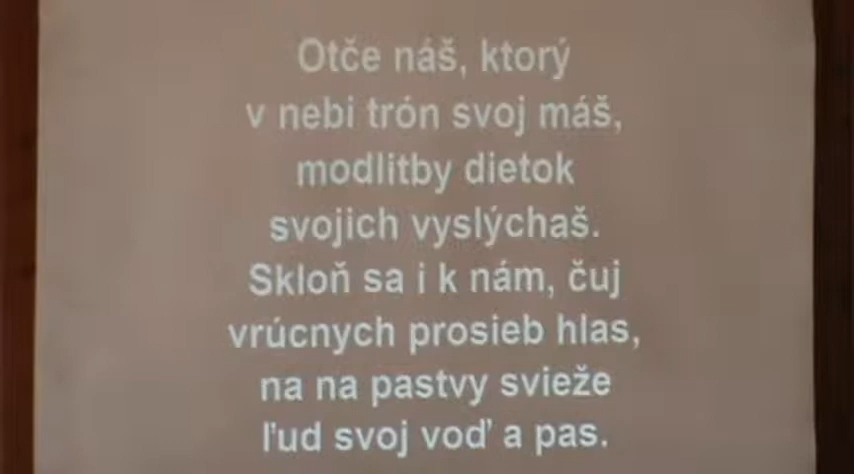 Otče náš, ktorý
v nebi trón svoj máš,
modlitby dietok
svojich vyslýchaš.
Skloň sa i k nám, čuj
vrúcnych prosieb hlas,
na na pastvy svieže
ľud svoj voď a pas.